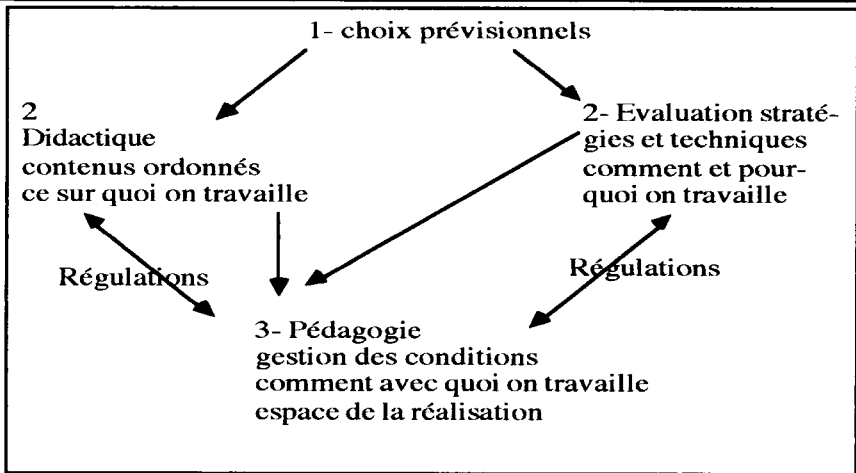 1- choix prévisionnels
2
Didactique
contenus ordonnés
ce sur quoi on travaille
2- Evaluation straté-
gies et techniques
comment et pour-
quoi on travaille
Régulations
Régulations
3- Pédagogie
gestion des conditions
comment avec quoi on travaille
espace de la réalisation